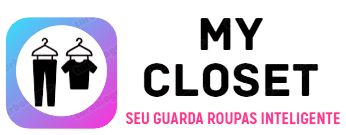 MY
CLOSET
SEU GUARDA ROUPAS INTELIGENTE